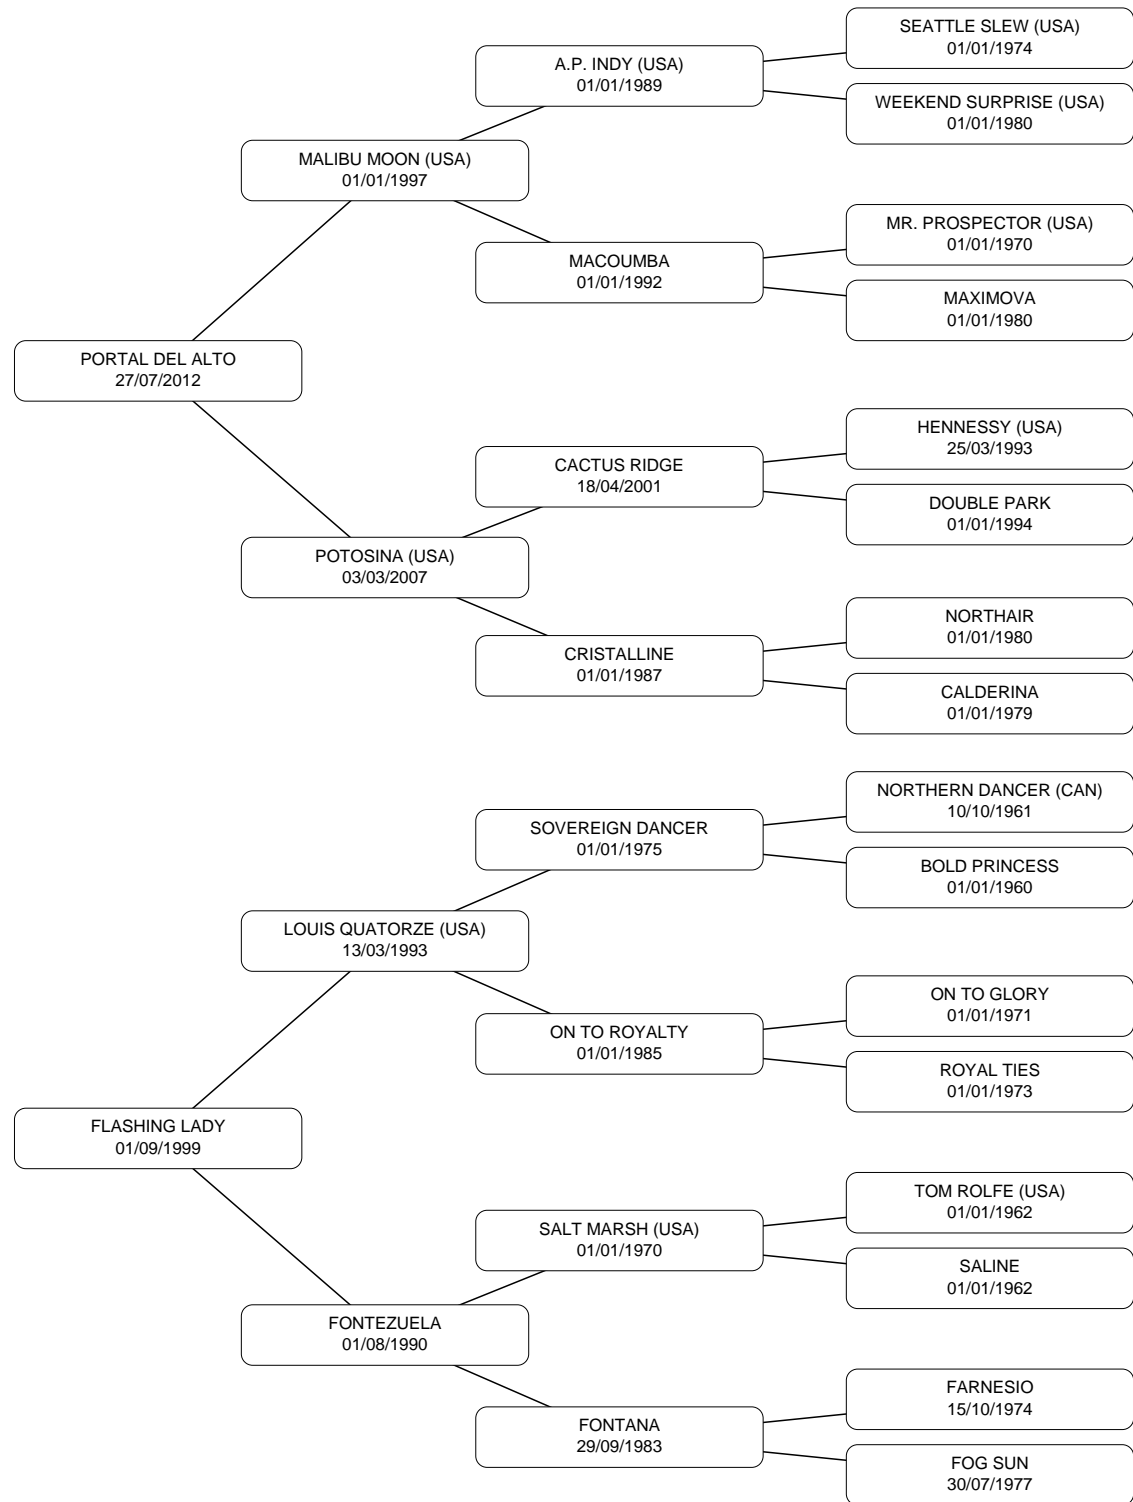 SEATTLE SLEW (USA)
01/01/1974
A.P. INDY (USA)
01/01/1989
WEEKEND SURPRISE (USA)
01/01/1980
MALIBU MOON (USA)
01/01/1997
MR. PROSPECTOR (USA)
01/01/1970
MACOUMBA
01/01/1992
MAXIMOVA
01/01/1980
PORTAL DEL ALTO
27/07/2012
HENNESSY (USA)
25/03/1993
CACTUS RIDGE
18/04/2001
DOUBLE PARK
01/01/1994
POTOSINA (USA)
03/03/2007
NORTHAIR
01/01/1980
CRISTALLINE
01/01/1987
CALDERINA
01/01/1979
NORTHERN DANCER (CAN)
10/10/1961
SOVEREIGN DANCER
01/01/1975
BOLD PRINCESS
01/01/1960
LOUIS QUATORZE (USA)
13/03/1993
ON TO GLORY
01/01/1971
ON TO ROYALTY
01/01/1985
ROYAL TIES
01/01/1973
FLASHING LADY
01/09/1999
TOM ROLFE (USA)
01/01/1962
SALT MARSH (USA)
01/01/1970
SALINE
01/01/1962
FONTEZUELA
01/08/1990
FARNESIO
15/10/1974
FONTANA
29/09/1983
FOG SUN
30/07/1977